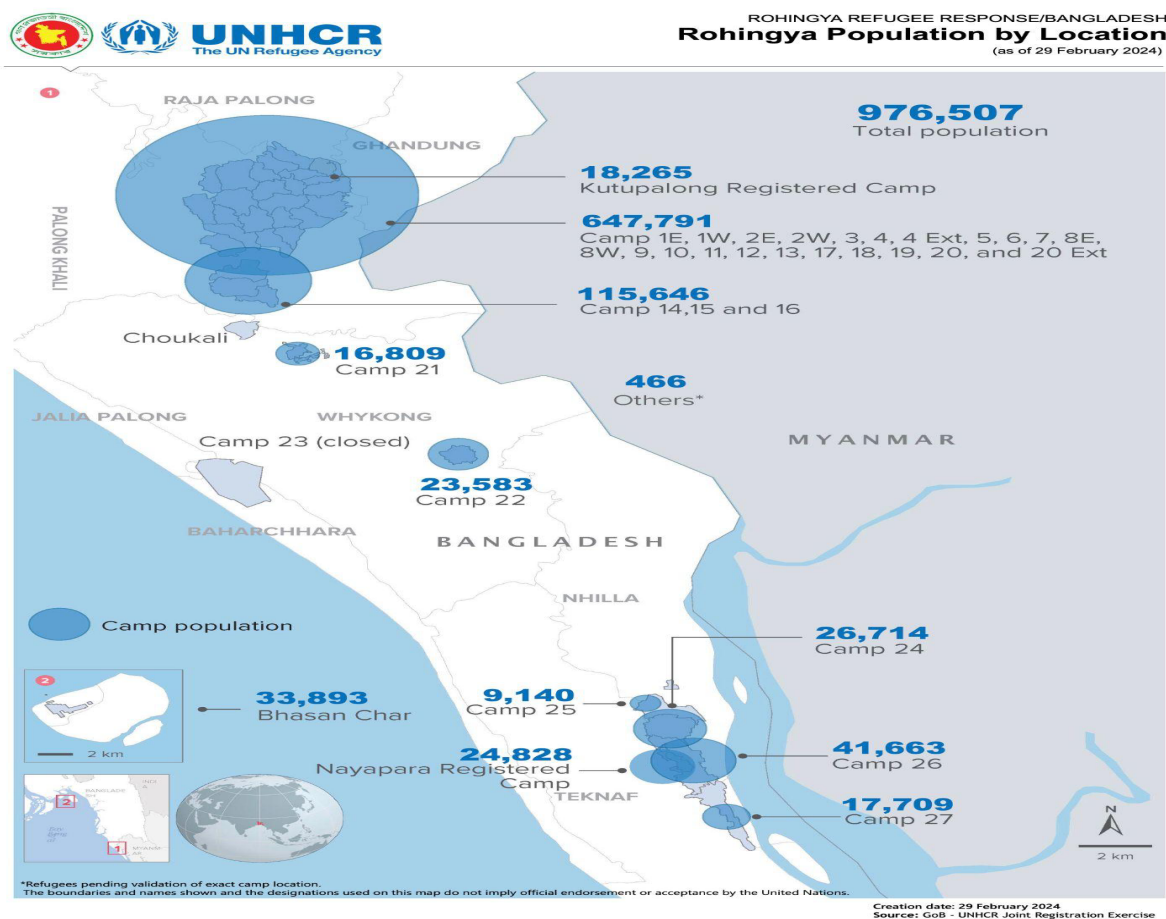 UNHCR
The UN Refugee Agency
ROHINGYA REFUGEE RESPONSE/BANGLADESH
Rohingya Population by Location
(as of 29 February 2024)
1
RAJA PALONG
GHANDUNG
PALONG KHALI
976,507
Total population
18,265
Kutupalong Registered Camp
647,791
Camp 1E, 1W, 2E, 2W, 3, 4, 4 Ext, 5, 6, 7, 8E,
8W, 9, 10, 11, 12, 13, 17, 18, 19, 20, and 20 Ext
115,646
Camp 14,15 and 16
Choukali
16,809
Camp 21
466
Others*
JALIA PALONG
WHYKONG
MYANMAR
Camp 23 (closed)
23,583
Camp 22
BAHARCHHARA
BANGLADESH
NHILLA
Camp population
26,714
Camp 24
2
2 km
33,893
Bhasan Char
9,140
Camp 25
24,828
Nayapara Registered
Camp
TEKNAF
41,663
Camp 26
17,709
Camp 27
2
1
N
2 km
*Refugees pending validation of exact camp location.
The boundaries and names shown and the designations used on this map do not imply official endorsement or acceptance by the United Nations.
Creation date: 29 February 2024
Source: GoB - UNHCR Joint Registration Exercise